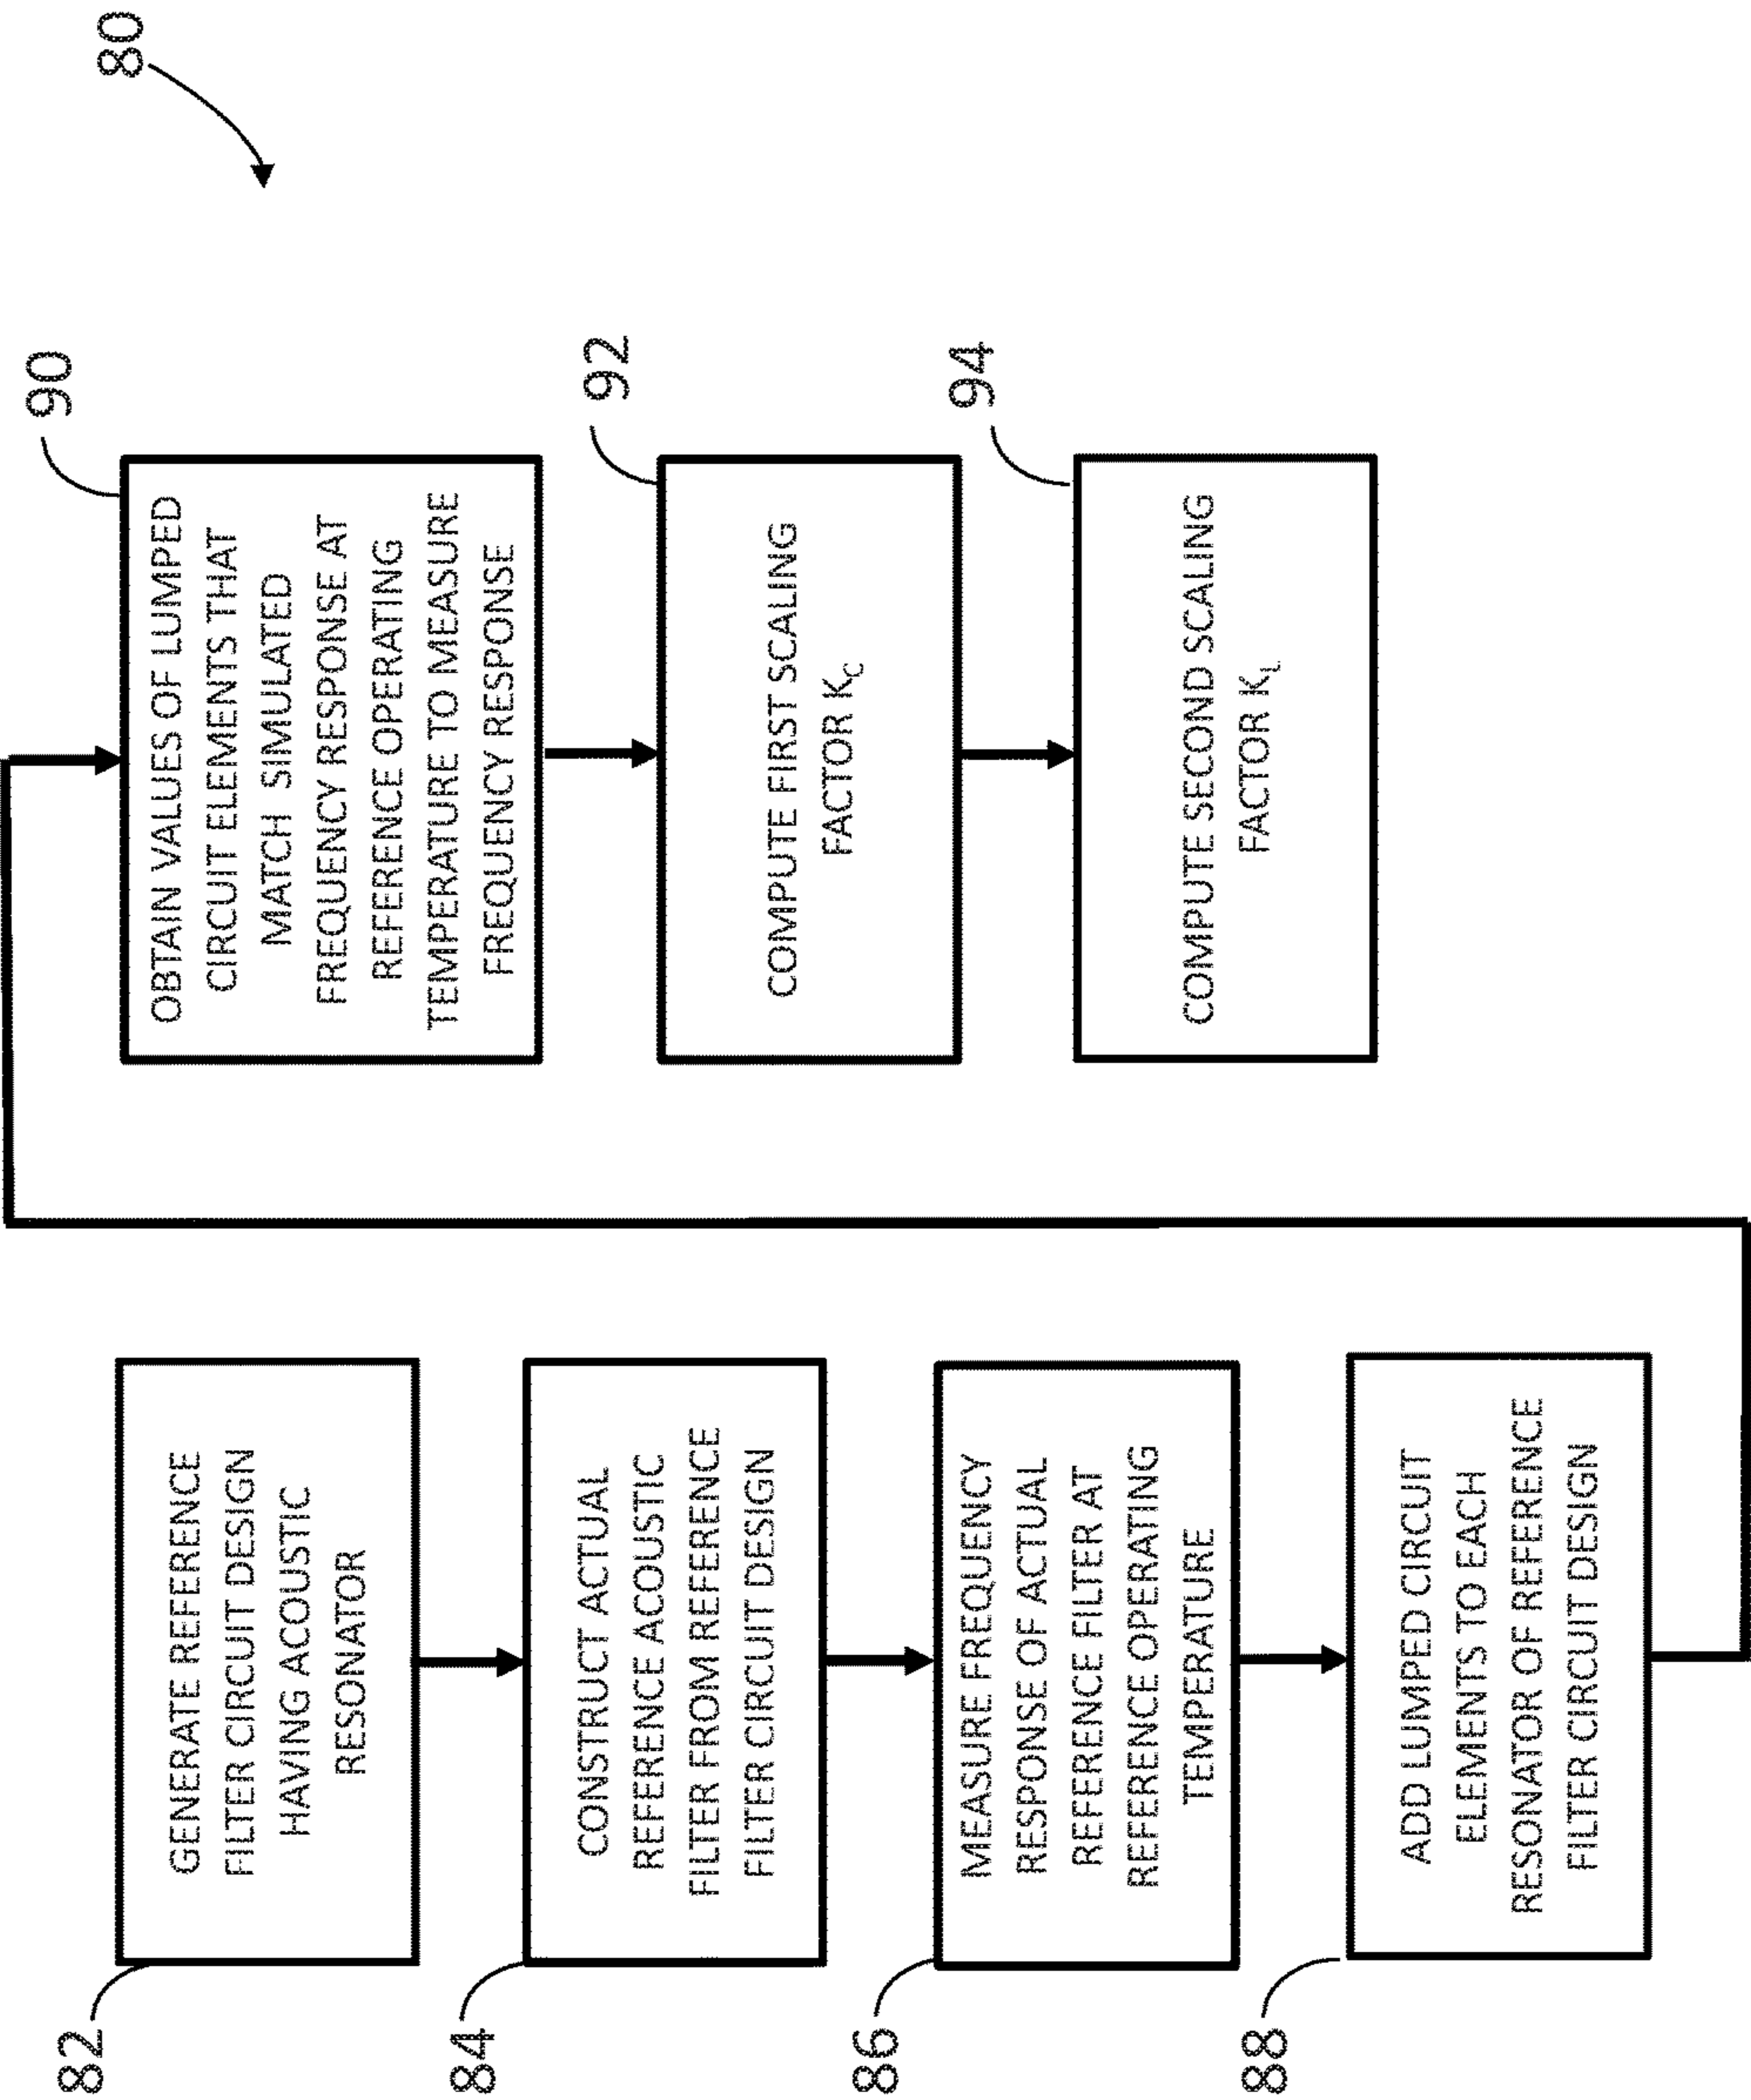 80
82
GENERATE REFERENCE
FILTER CIRCUIT DESIGN
HAVING ACOUSTIC
RESONATOR
84
CONSTRUCT ACTUAL
REFERENCE ACOUSTIC
FILTER FROM REFERENCE
FILTER CIRCUIT DESIGN
86
MEASURE FREQUENCY
RESPONSE OF ACTUAL
REFERENCE FILTER AT
REFERENCE OPERATING
TEMPERATURE
88
ADD LUMPED CIRCUIT
ELEMENTS TO EACH
RESONATOR OF REFERENCE
FILTER CIRCUIT DESIGN
90
OBTAIN VALUES OF LUMPED
CIRCUIT ELEMENTS THAT
MATCH SIMULATED
FREQUENCY RESPONSE AT
REFERENCE OPERATING
TEMPERATURE TO MEASURE
FREQUENCY RESPONSE
92
COMPUTE FIRST SCALING
FACTOR K_C
94
COMPUTE SECOND SCALING
FACTOR K_L